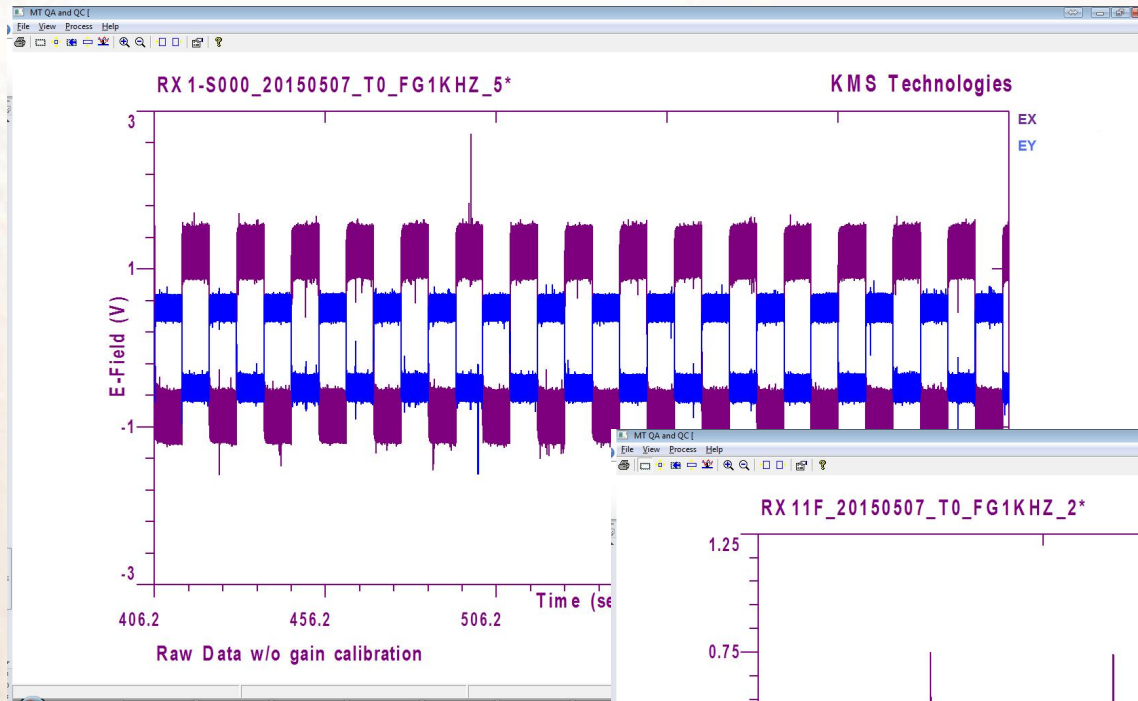 MT QA and QC [
File View Process Help
RX1-S000_20150507_T0_FG1KHZ_5*
KMS Technologies
EX
EY
3
1
-1
-3
E-Field (V)
406.2
456.2
506.2
Time (se
Raw Data w/o gain calibration
MT QA and QC [
File View Process Help
RX11F_20150507_T0_FG1KHZ_2*
1.25
0.75